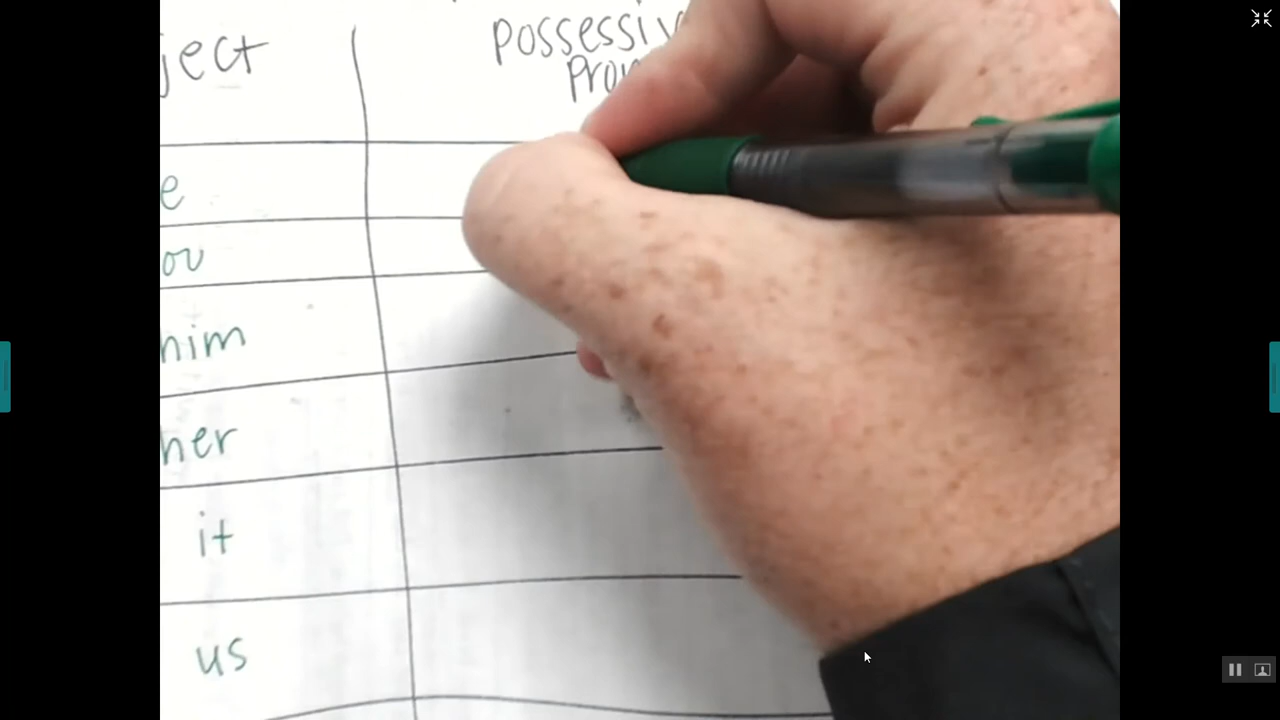 ject
possessiv
pron
e
ou
him
her
it
us